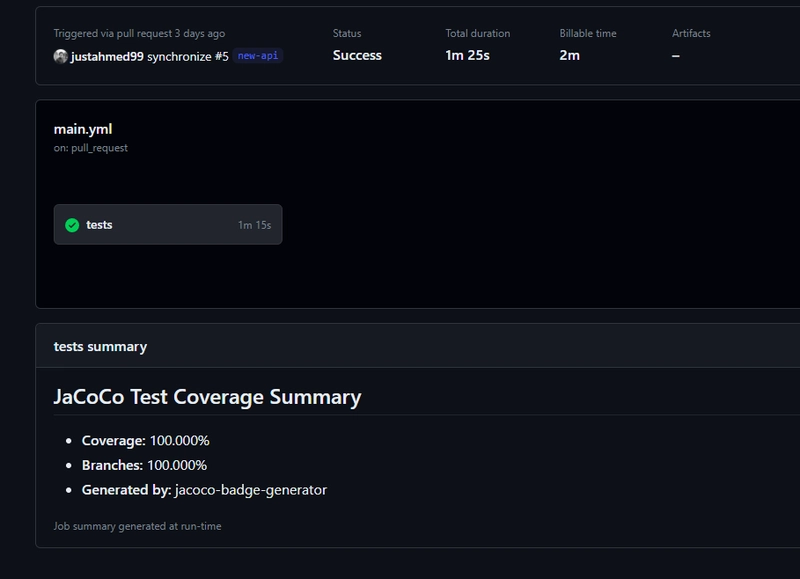 Triggered via pull request 3 days ago
justahmed99 synchronize #5 new-api
Status
Success
Total duration
1m 25s
Billable time
2m
Artifacts
–
main.yml
on: pull_request
tests 1m 15s
tests summary
JaCoCo Test Coverage Summary
• Coverage: 100.000%
• Branches: 100.000%
• Generated by: jacoco-badge-generator
Job summary generated at run-time